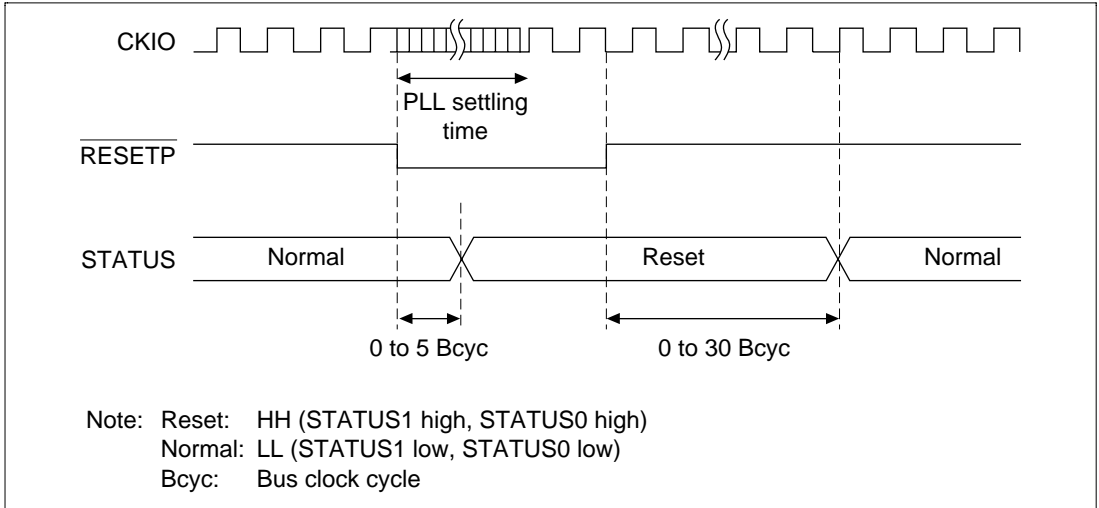 CKIO
PLL settling
time
RESETP
STATUS Normal Reset Normal
0 to 5 Bcyc 0 to 30 Bcyc
Note: Reset: HH (STATUS1 high, STATUS0 high)
Normal: LL (STATUS1 low, STATUS0 low)
Bcyc: Bus clock cycle